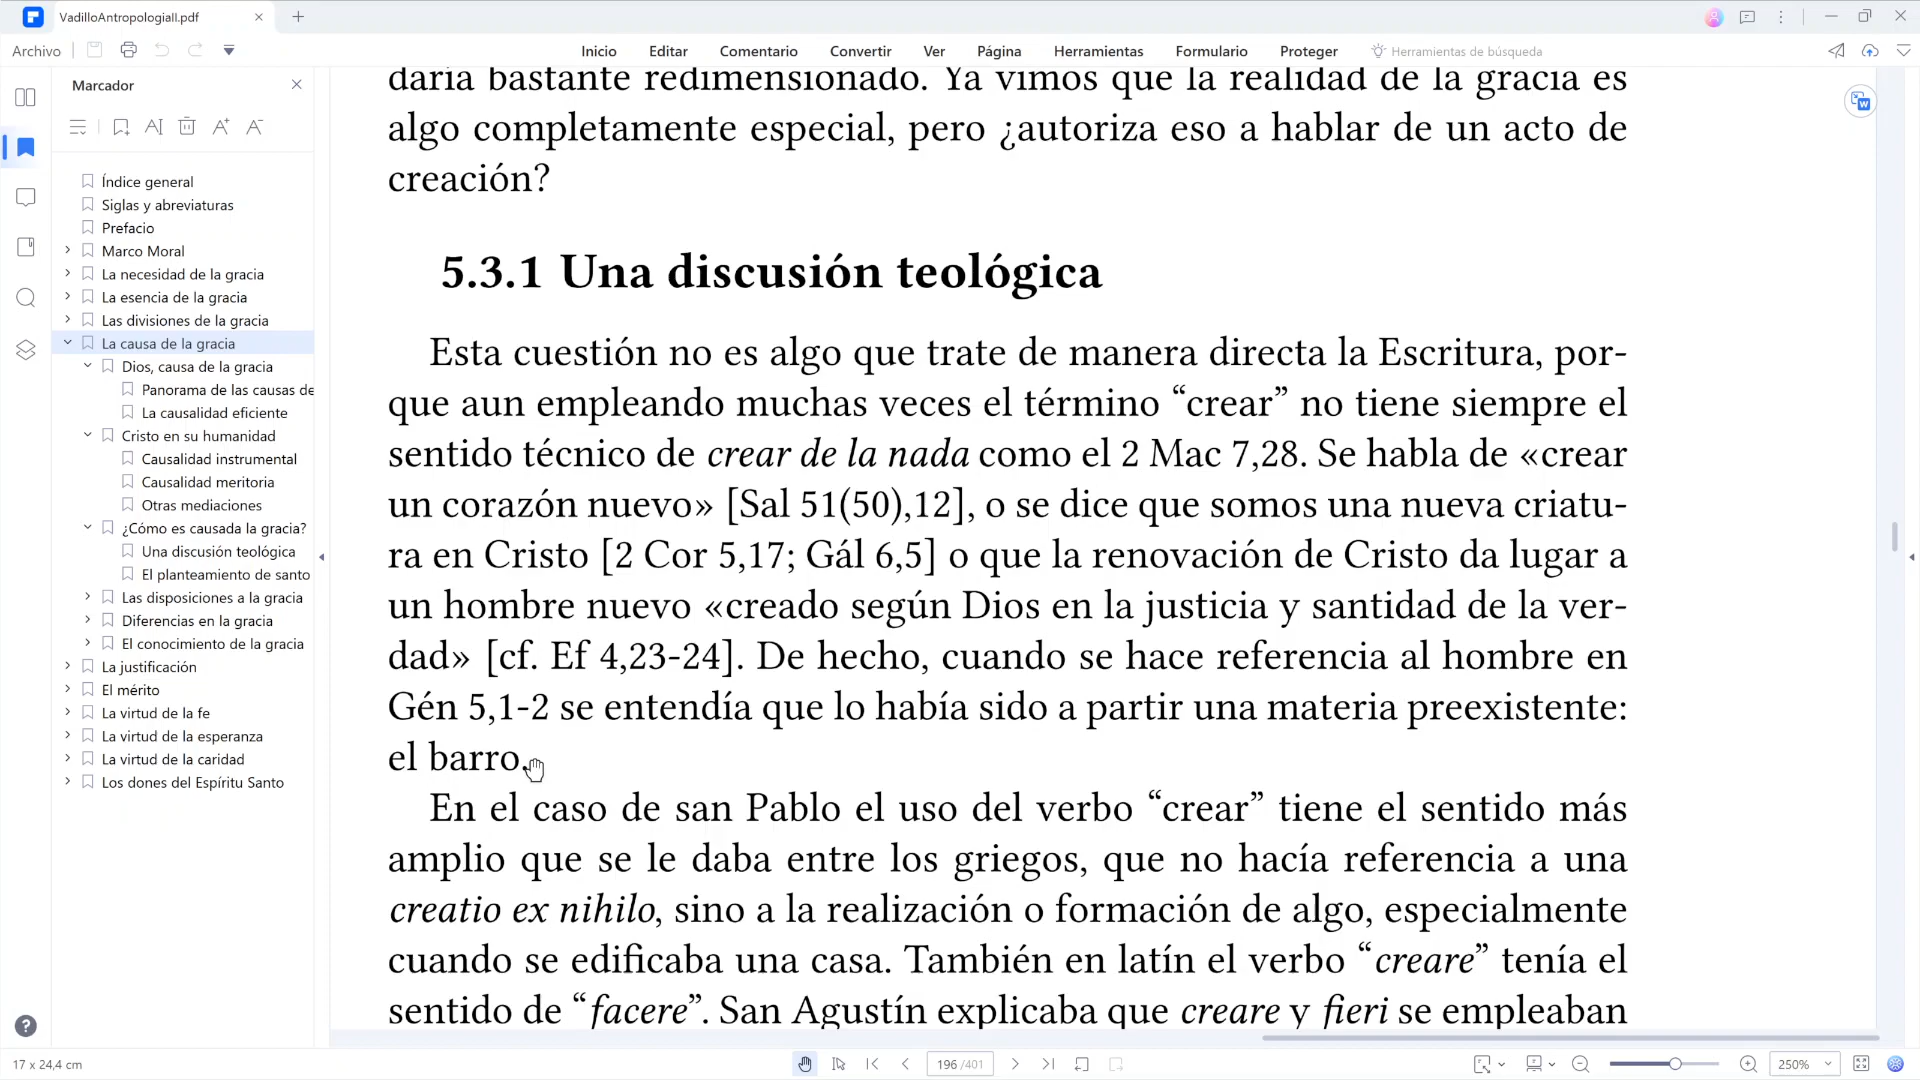 VadilloAntropologiaII.pdf
Archivo
Inicio
Editar
Comentario
Convertir
Ver
Página
Herramientas
Formulario
Proteger
Herramientas de búsqueda
Marcador
Índice general
Siglas y abreviaturas
Prefacio
Marco Moral
La necesidad de la gracia
La esencia de la gracia
Las divisiones de la gracia
La causa de la gracia
Dios, causa de la gracia
Panorama de las causas de
La causalidad eficiente
Cristo en su humanidad
Causalidad instrumental
Causalidad meritoria
Otras mediaciones
¿Cómo es causada la gracia?
Una discusión teológica
El planteamiento de santo
Las disposiciones a la gracia
Diferencias en la gracia
El conocimiento de la gracia
La justificación
El mérito
La virtud de la fe
La virtud de la esperanza
La virtud de la caridad
Los dones del Espíritu Santo
daría bastante redimensionado. Ya vimos que la realidad de la gracia es
algo completamente especial, pero ¿autoriza eso a hablar de un acto de
creación?
5.3.1 Una discusión teológica
Esta cuestión no es algo que trate de manera directa la Escritura, por-
que aun empleando muchas veces el término “crear” no tiene siempre el
sentido técnico de crear de la nada como el 2 Mac 7,28. Se habla de «crear
un corazón nuevo» [Sal 51(50),12], o se dice que somos una nueva criatu-
ra en Cristo [2 Cor 5,17; Gál 6,5] o que la renovación de Cristo da lugar a
un hombre nuevo «creado según Dios en la justicia y santidad de la ver-
dad» [cf. Ef 4,23-24]. De hecho, cuando se hace referencia al hombre en
Gén 5,1-2 se entendía que lo había sido a partir una materia preexistente:
el barro.
En el caso de san Pablo el uso del verbo “crear” tiene el sentido más
amplio que se le daba entre los griegos, que no hacía referencia a una
creatio ex nihilo, sino a la realización o formación de algo, especialmente
cuando se edificaba una casa. También en latín el verbo “creare” tenía el
sentido de “facere”. San Agustín explicaba que creare y fieri se empleaban
17 x 24,4 cm
196 /401
250%